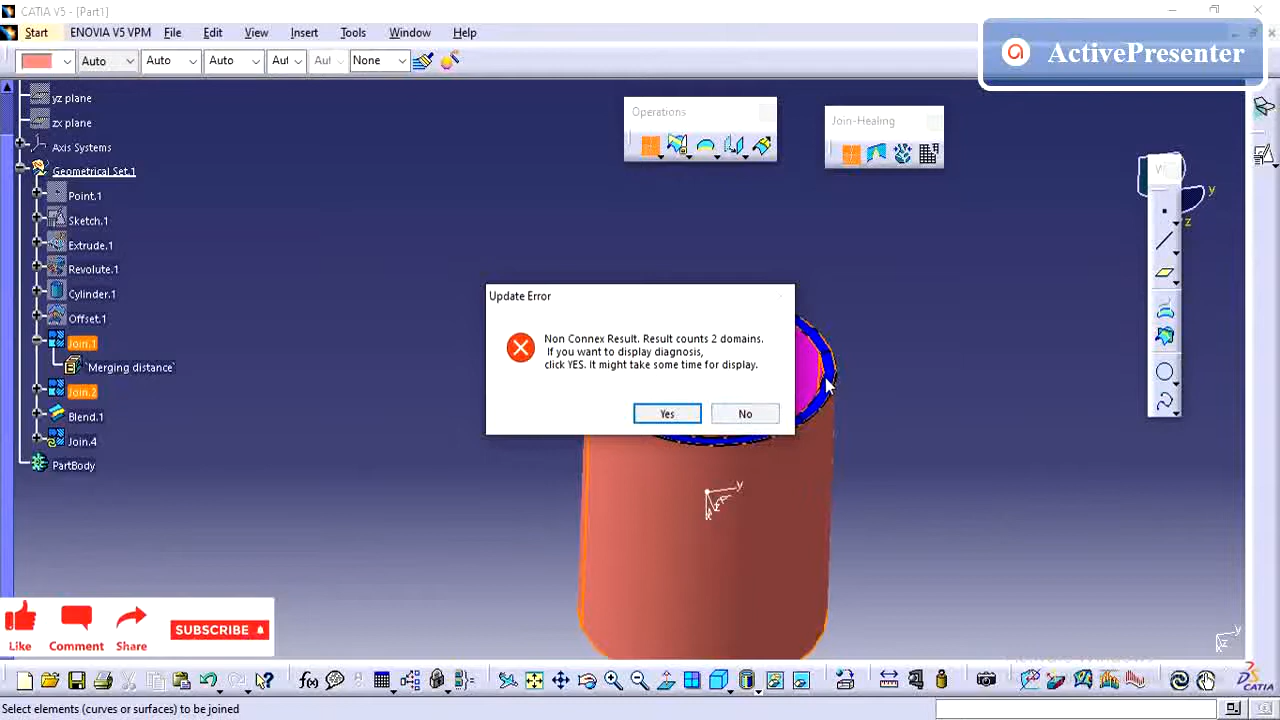 CATIA V5 - [Part1]
Start ENOVIA V5 VPM File Edit View Insert Tools Window Help
Auto Auto Auto Aut Aut None
ActivePresenter
yz plane
zx plane
Axis Systems
Geometrical Set.1
Point.1
Sketch.1
Extrude.1
Revolute.1
Cylinder.1
Offset.1
Join.1
Merging distance
Join.2
Blend.1
Join.4
PartBody
Operations
Join-Healing
y
z
Update Error
Non Connex Result. Result counts 2 domains.
If you want to display diagnosis,
click YES. It might take some time for display.
Yes No
y
Like Comment Share SUBSCRIBE
y
f(x)
CATIA
Select elements (curves or surfaces) to be joined